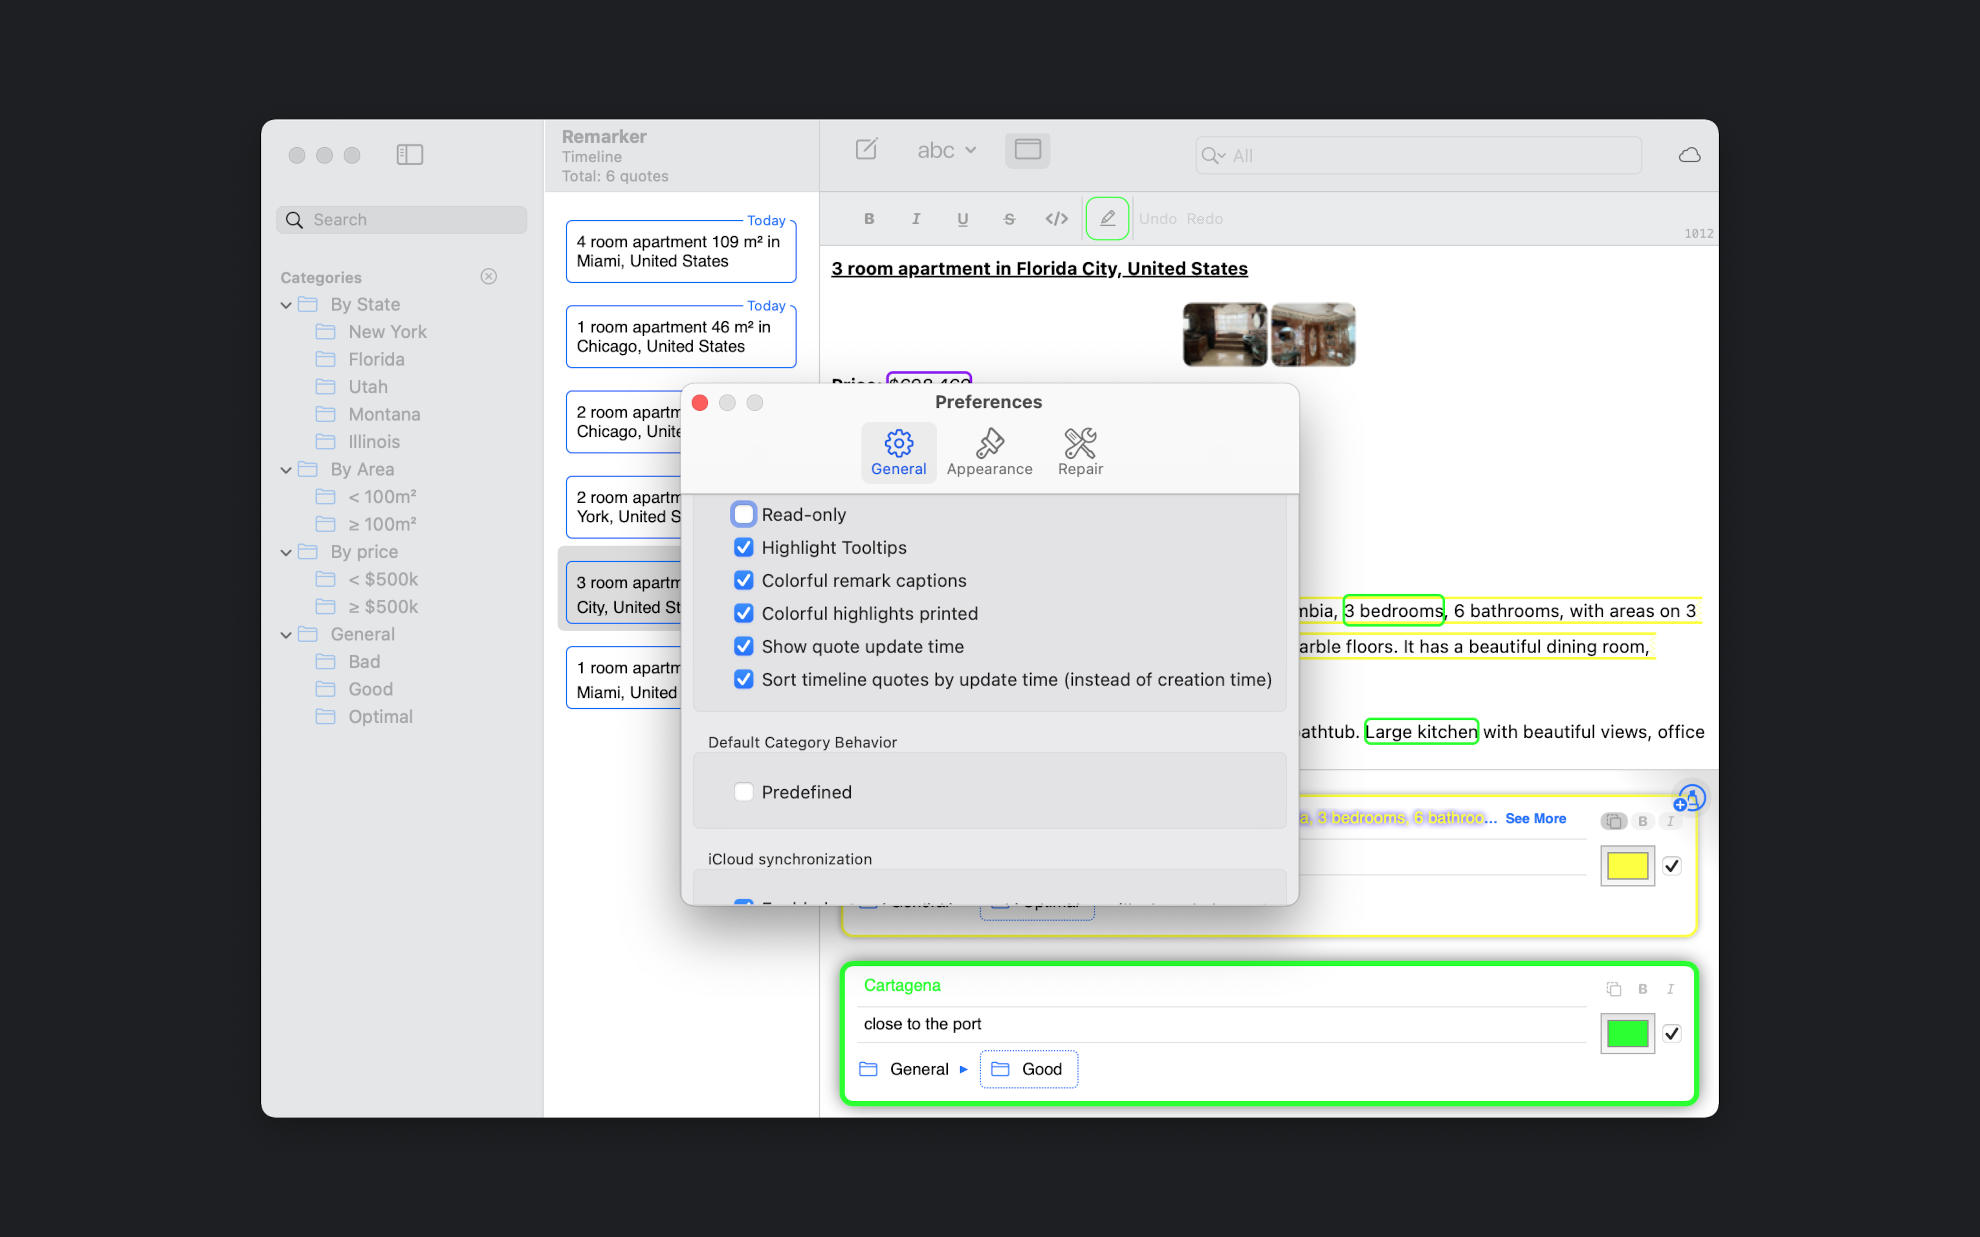 Remarker
Timeline
Total: 6 quotes
abc
All
Search
B I U S </> Undo Redo
1012
Categories
By State
New York
Florida
Utah
Montana
Illinois
By Area
< 100m²
≥ 100m²
By price
< $500k
≥ $500k
General
Bad
Good
Optimal
Today
4 room apartment 109 m² in
Miami, United States
Today
1 room apartment 46 m² in
Chicago, United States
2 room apartm
Chicago, Unite
2 room apartm
York, United S
3 room apartm
City, United St
1 room apartm
Miami, United
3 room apartment in Florida City, United States
Price:
Preferences
General
Appearance
Repair
Read-only
Highlight Tooltips
Colorful remark captions
Colorful highlights printed
Show quote update time
Sort timeline quotes by update time (instead of creation time)
Default Category Behavior
Predefined
iCloud synchronization
mbia, 3 bedrooms, 6 bathrooms, with areas on 3
arble floors. It has a beautiful dining room,
athtub. Large kitchen with beautiful views, office
a, 3 bedrooms, 6 bathroo... See More
B I
Cartagena
B I
close to the port
General
Good